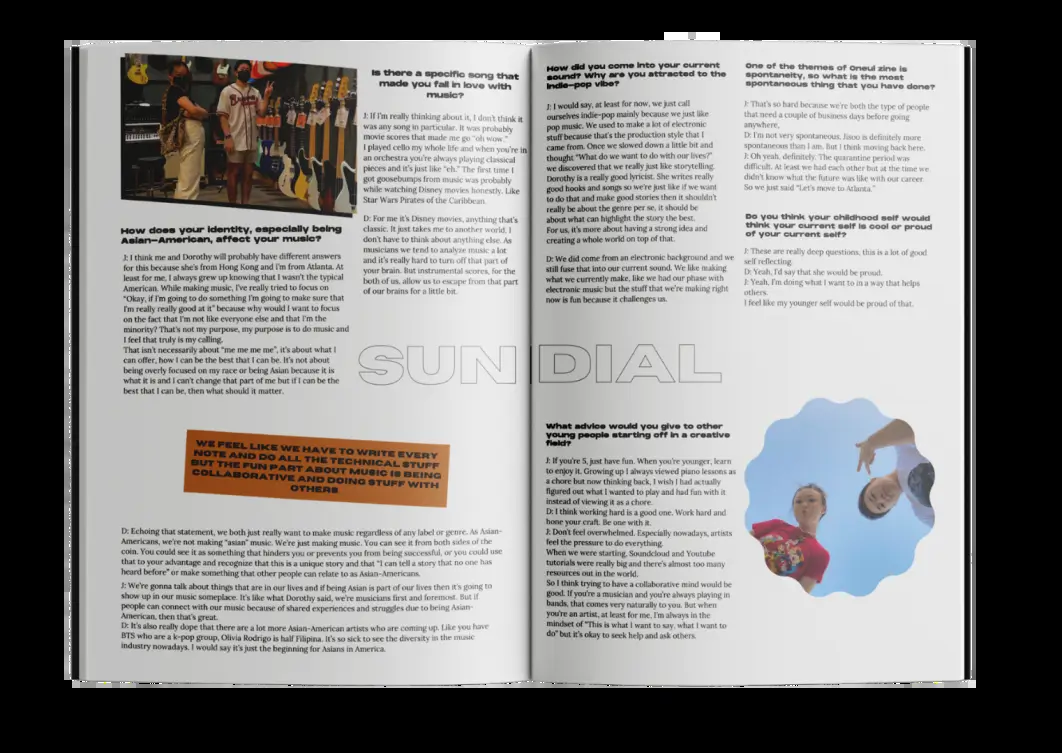 How does your identity, especially being
Asian-American, affect your music?
J: I think me and Dorothy will probably have different answers
for this because she's from Hong Kong and I'm from Atlanta. At
least for me, I always grew up knowing that I wasn't the typical
American. While making music, I've really tried to focus on
"Okay, if I'm going to do something I'm going to make sure that
I'm really really good at it" because why would I want to focus
on the fact that I'm not like everyone else and that I'm the
minority? That's not my purpose, my purpose is to do music and
I feel that truly is my calling.
That isn't necessarily about "me me me me", it's about what I
can offer, how I can be the best that I can be. It's not about
being overly focused on my race or being Asian because it is
what it is and I can't change that part of me but if I can be the
best that I can be, then what should it matter.
WE FEEL LIKE WE HAVE TO WRITE EVERY
NOTE AND DO ALL THE TECHNICAL STUFF
BUT THE FUN PART ABOUT MUSIC IS BEING
COLLABORATIVE AND DOING STUFF WITH
OTHERS
D: Echoing that statement, we both just really want to make music regardless of any label or genre. As Asian-
Americans, we're not making "asian" music. We're just making music. You can see it from both sides of the
coin. You could see it as something that hinders you or prevents you from being successful, or you could use
that to your advantage and recognize that this is a unique story and that "I can tell a story that no one has
heard before" or make something that other people can relate to as Asian-Americans.
J: We're gonna talk about things that are in our lives and if being Asian is part of our lives then it's going to
show up in our music someplace. It's like what Dorothy said, we're musicians first and foremost. But if
people can connect with our music because of shared experiences and struggles due to being Asian-
American, then that's great.
D: It's also really dope that there are a lot more Asian-American artists who are coming up. Like you have
BTS who are a k-pop group, Olivia Rodrigo is half Filipina. It's so sick to see the diversity in the music
industry nowadays. I would say it's just the beginning for Asians in America.
Is there a specific song that
made you fall in love with
music?
J: If I'm really thinking about it, I don't think it
was any song in particular. It was probably
movie scores that made me go "oh wow."
I played cello my whole life and when you're in
an orchestra you're always playing classical
pieces and it's just like "eh." The first time I
got goosebumps from music was probably
while watching Disney movies honestly. Like
Star Wars Pirates of the Caribbean.
D: For me it's Disney movies, anything that's
classic. It just takes me to another world. I
don't have to think about anything else. As
musicians we tend to analyze music a lot
and it's really hard to turn off that part of
your brain. But instrumental scores, for the
both of us, allow us to escape from that part
of our brains for a little bit.
SUN DIAL
How did you come into your current
sound? Why are you attracted to the
indie-pop vibe?
J: I would say, at least for now, we just call
ourselves indie-pop mainly because we just like
pop music. We used to make a lot of electronic
stuff because that's the production style that I
came from. Once we slowed down a little bit and
thought "What do we want to do with our lives?"
we discovered that we really just like storytelling.
Dorothy is a really good lyricist. She writes really
good hooks and songs so we're just like if we want
to do that and make good stories then it shouldn't
really be about the genre per se, it should be
about what can highlight the story the best.
For us, it's more about having a strong idea and
creating a whole world on top of that.
D: We did come from an electronic background and we
still fuse that into our current sound. We like making
what we currently make, like we had our phase with
electronic music but the stuff that we're making right
now is fun because it challenges us.
What advice would you give to other
young people starting off in a creative
field?
J: If you're 5, just have fun. When you're younger, learn
to enjoy it. Growing up I always viewed piano lessons as
a chore but now thinking back, I wish I had actually
figured out what I wanted to play and had fun with it
instead of viewing it as a chore.
D: I think working hard is a good one. Work hard and
hone your craft. Be one with it.
J: Don't feel overwhelmed. Especially nowadays, artists
feel the pressure to do everything.
When we were starting, Soundcloud and Youtube
tutorials were really big and there's almost too many
resources out in the world.
So I think trying to have a collaborative mind would be
good. If you're a musician and you're always playing in
bands, that comes very naturally to you. But when
you're an artist, at least for me, I'm always in the
mindset of "This is what I want to say, what I want to
do" but it's okay to seek help and ask others.
One of the themes of Oneul zine is
spontaneity, so what is the most
spontaneous thing that you have done?
J: That's so hard because we're both the type of people
that need a couple of business days before going
anywhere,
D: I'm not very spontaneous. Jisou is definitely more
spontaneous than I am. but I think moving back here.
J: Oh yeah, definitely. The quarantine period was
difficult. At least we had each other but at the time we
didn't know what the future was like with our career.
So we just said "Let's move to Atlanta."
Do you think your childhood self would
think your current self is cool or proud
of your current self?
J: These are really deep questions, this is a lot of good
self reflecting.
D: Yeah, I'd say that she would be proud.
J: Yeah, I'm doing what I want to in a way that helps
others.
I feel like my younger self would be proud of that.